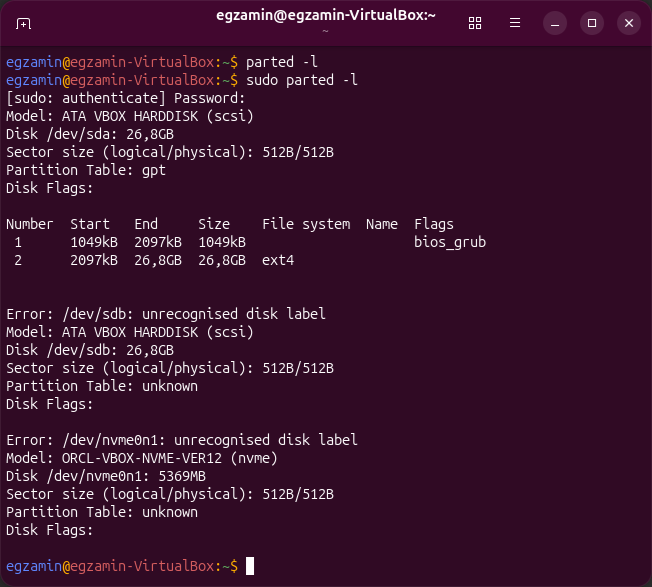 egzamin@egzamin-VirtualBox:~
~
egzamin@egzamin-VirtualBox:~$ parted -l
egzamin@egzamin-VirtualBox:~$ sudo parted -l
[sudo: authenticate] Password:
Model: ATA VBOX HARDDISK (scsi)
Disk /dev/sda: 26,8GB
Sector size (logical/physical): 512B/512B
Partition Table: gpt
Disk Flags:
Number  Start   End     Size    File system  Name  Flags
 1      1049kB  2097kB  1049kB                     bios_grub
 2      2097kB  26,8GB  26,8GB  ext4
Error: /dev/sdb: unrecognised disk label
Model: ATA VBOX HARDDISK (scsi)
Disk /dev/sdb: 26,8GB
Sector size (logical/physical): 512B/512B
Partition Table: unknown
Disk Flags:
Error: /dev/nvme0n1: unrecognised disk label
Model: ORCL-VBOX-NVME-VER12 (nvme)
Disk /dev/nvme0n1: 5369MB
Sector size (logical/physical): 512B/512B
Partition Table: unknown
Disk Flags:
egzamin@egzamin-VirtualBox:~$